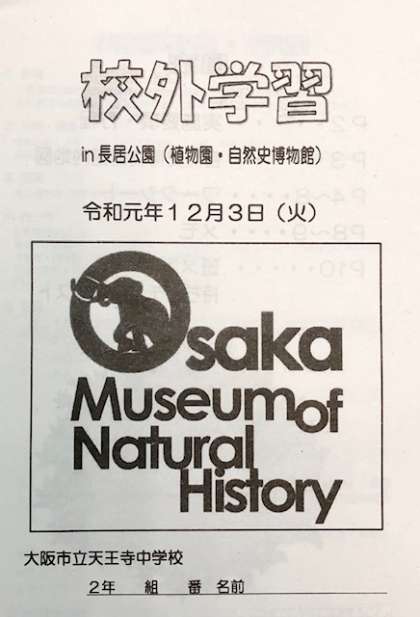 校外学習
in 長居公園（植物園・自然史博物館）
令和元年１２月３日（火）
Osaka
Museum of
Natural
History
大阪市立天王寺中学校
２年　組　番 名前